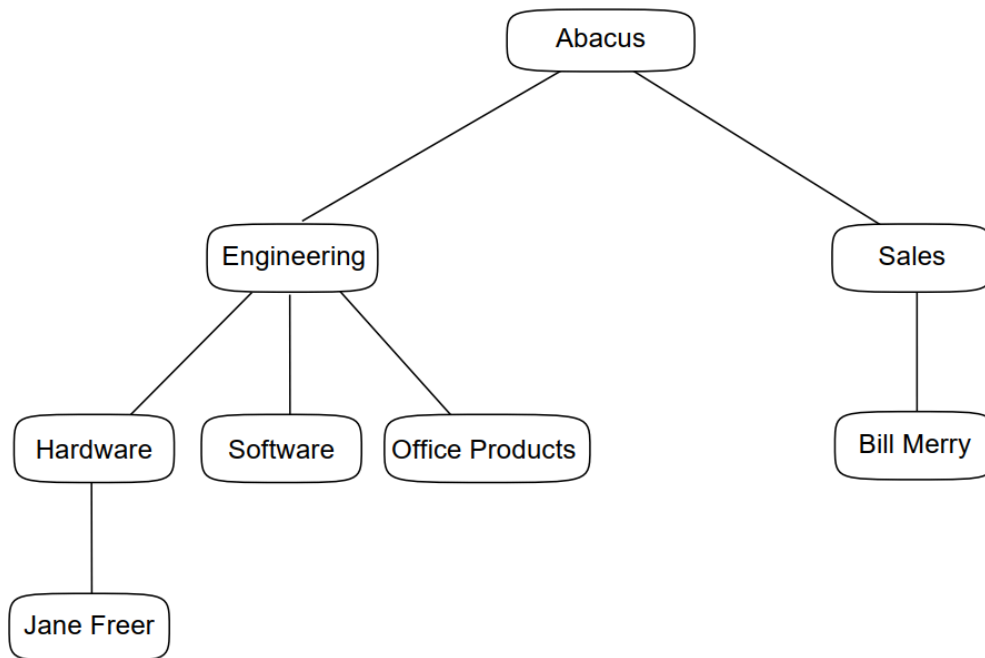 Abacus
Engineering
Sales
Hardware
Software
Office Products
Bill Merry
Jane Freer